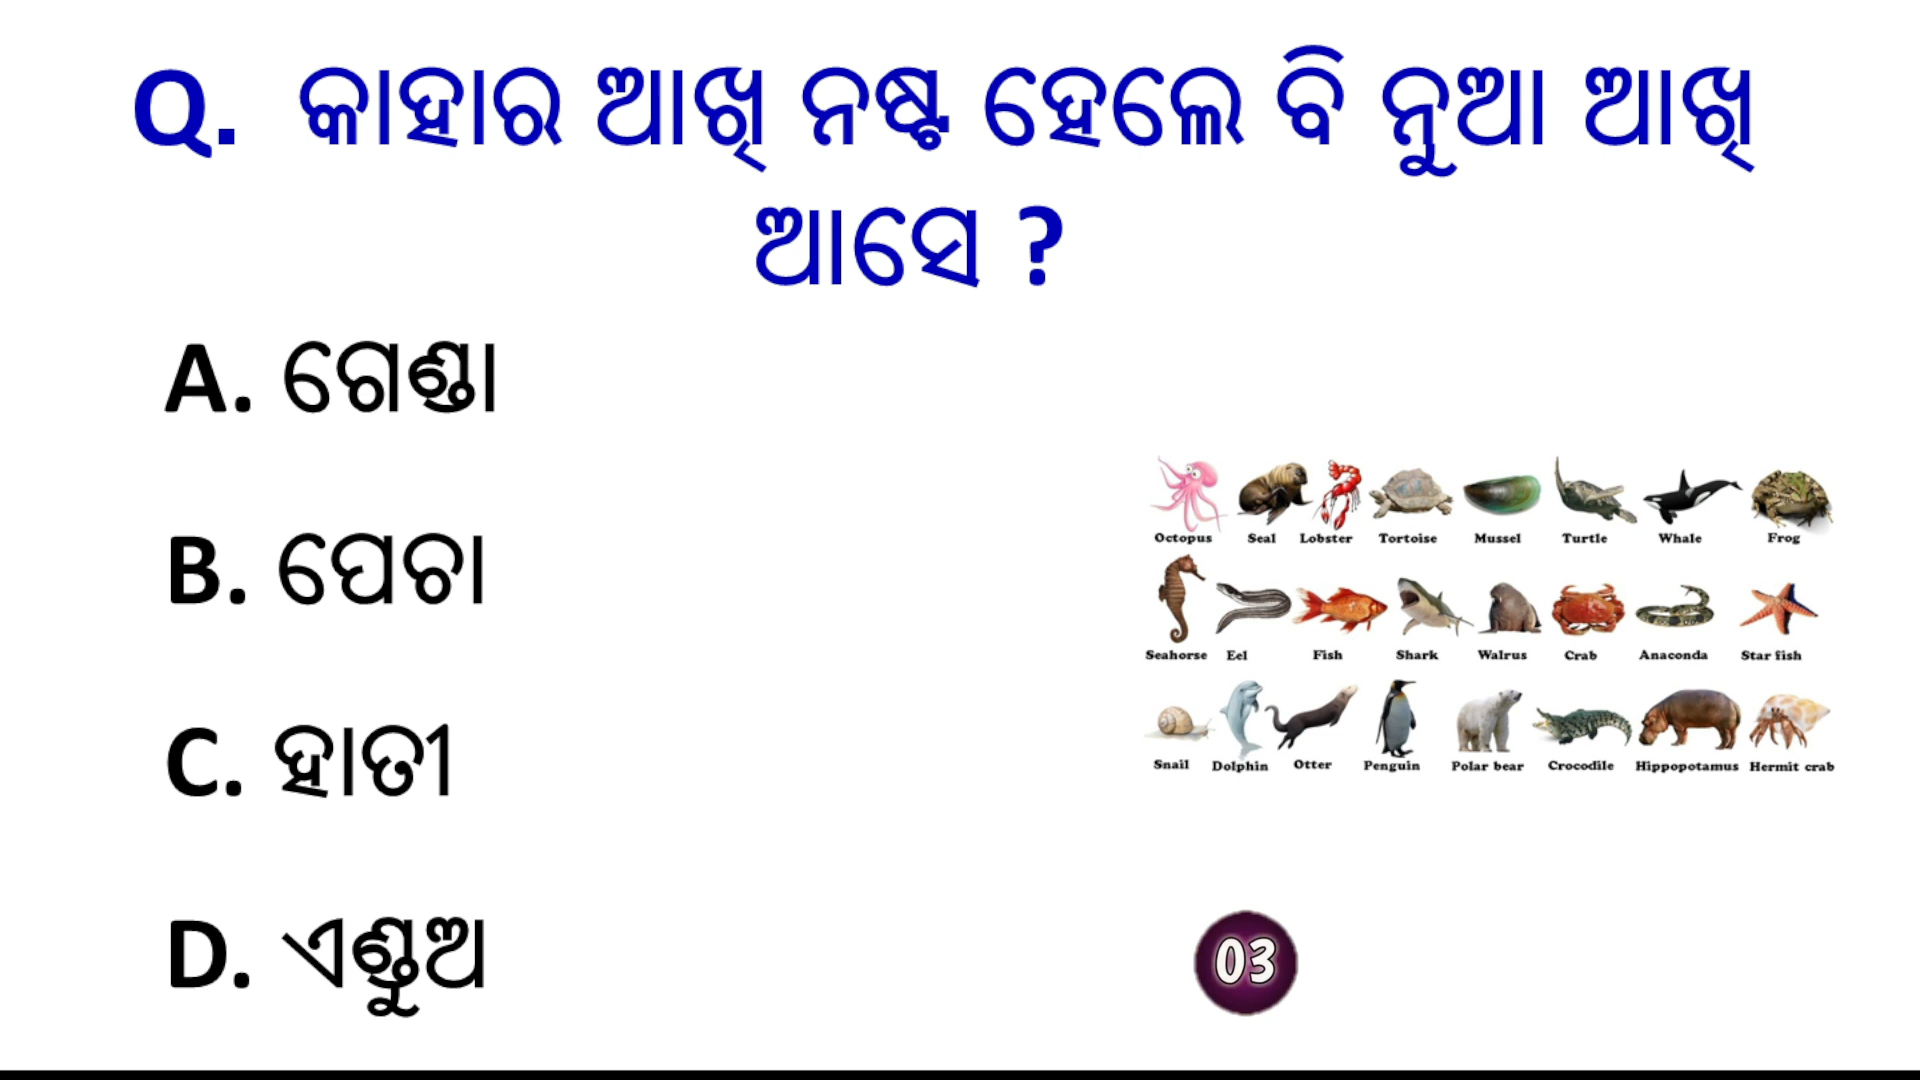 Q. କାହାର ଆଖି ନଷ୍ଟ ହେଲେ ବି ନୁଆ ଆଖି
ଆସେ ?
A. ଗେଣ୍ଡା
B. ପେଚା
C. ହାତୀ
D. ଏଣ୍ଡୁଅ
Octopus Seal Lobster Tortoise Mussel Turtle Whale Frog
Seahorse Eel Fish Shark Walrus Crab Anaconda Star fish
Snail Dolphin Otter Penguin Polar bear Crocodile Hippopotamus Hermit crab
03